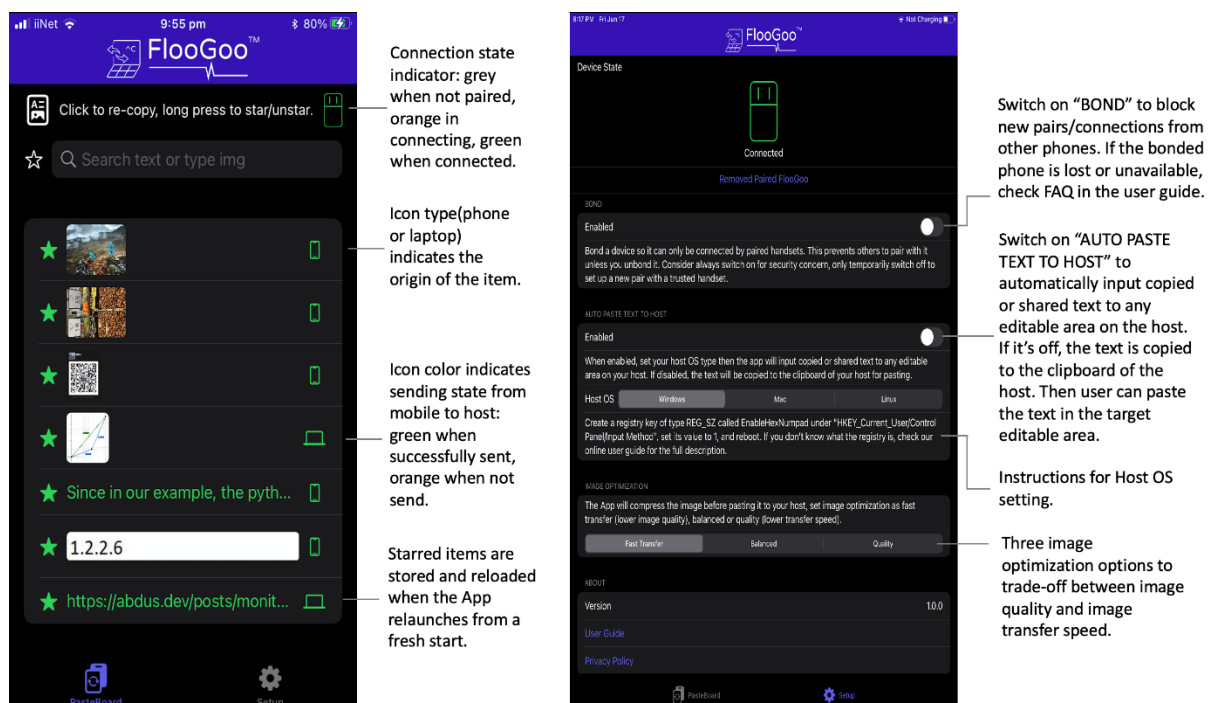 iiNet
9:55 pm
80%
°C
FlooGoo™
Click to re-copy, long press to star/unstar.
Search text or type img
Since in our example, the pyth...
1.2.2.6
https://abdus.dev/posts/monit...
PasteBoard
Setup
Connection state
indicator: grey
when not paired,
orange in
connecting, green
when connected.
Icon type(phone
or laptop)
indicates the
origin of the item.
Icon color indicates
sending state from
mobile to host:
green when
successfully sent,
orange when not
send.
Starred items are
stored and reloaded
when the App
relaunches from a
fresh start.
8:17 PM Fri Jun 17
Not Charging
°C
FlooGoo™
Device State
Connected
Removed Paired FlooGoo
BOND
Enabled
Bond a device so it can only be connected by paired handsets. This prevents others to pair with it
unless you unbond it. Consider always switch on for security concern, only temporarily switch off to
set up a new pair with a trusted handset.
AUTO PASTE TEXT TO HOST
Enabled
When enabled, set your host OS type then the app will input copied or shared text to any editable
area on your host. If disabled, the text will be copied to the clipboard of your host for pasting.
Host OS Windows Mac Linux
Create a registry key of type REG_SZ called EnableHexNumpad under "HKEY_Current_User/Control
Panel/Input Method", set its value to 1, and reboot. If you don't know what the registry is, check our
online user guide for the full description.
IMAGE OPTIMIZATION
The App will compress the image before pasting it to your host, set image optimization as fast
transfer (lower image quality), balanced or quality (lower transfer speed).
Fast Transfer Balanced Quality
ABOUT
Version 1.0.0
User Guide
Privacy Policy
PasteBoard
Setup
Switch on “BOND” to block
new pairs/connections from
other phones. If the bonded
phone is lost or unavailable,
check FAQ in the user guide.
Switch on “AUTO PASTE
TEXT TO HOST” to
automatically input copied
or shared text to any
editable area on the host.
If it’s off, the text is copied
to the clipboard of the
host. Then user can paste
the text in the target
editable area.
Instructions for Host OS
setting.
Three image
optimization options to
trade-off between image
quality and image
transfer speed.